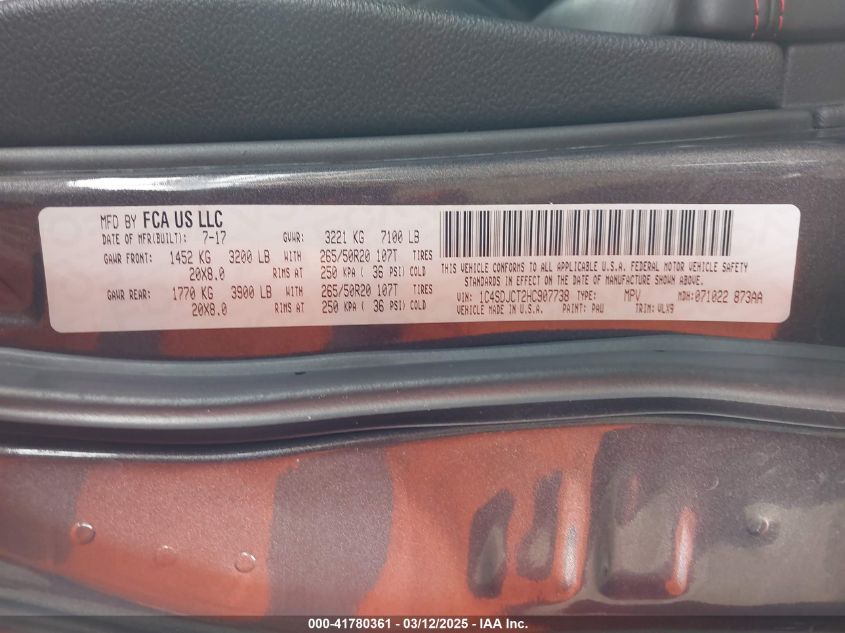 MFD BY FCA US LLC
DATE OF MFR(BUILT): 7-17 GVWR: 3221 KG 7100 LB
GAWR FRONT: 1452 KG 3200 LB WITH 265/50R20 107T TIRES
20X8.0 RIMS AT 250 KPA ( 36 PSI) COLD
GAWR REAR: 1770 KG 3900 LB WITH 265/50R20 107T TIRES
20X8.0 RIMS AT 250 KPA ( 36 PSI) COLD
THIS VEHICLE CONFORMS TO ALL APPLICABLE U.S.A. FEDERAL MOTOR VEHICLE SAFETY
STANDARDS IN EFFECT ON THE DATE OF MANUFACTURE SHOWN ABOVE.
VIN: 1C4SDJCT2HC907738 TYPE: MPV MDH: 071022 873AA
VEHICLE MADE IN U.S.A. PAINT: PAU TRIM: VLX9
000-41780361 - 03/12/2025 - IAA Inc.